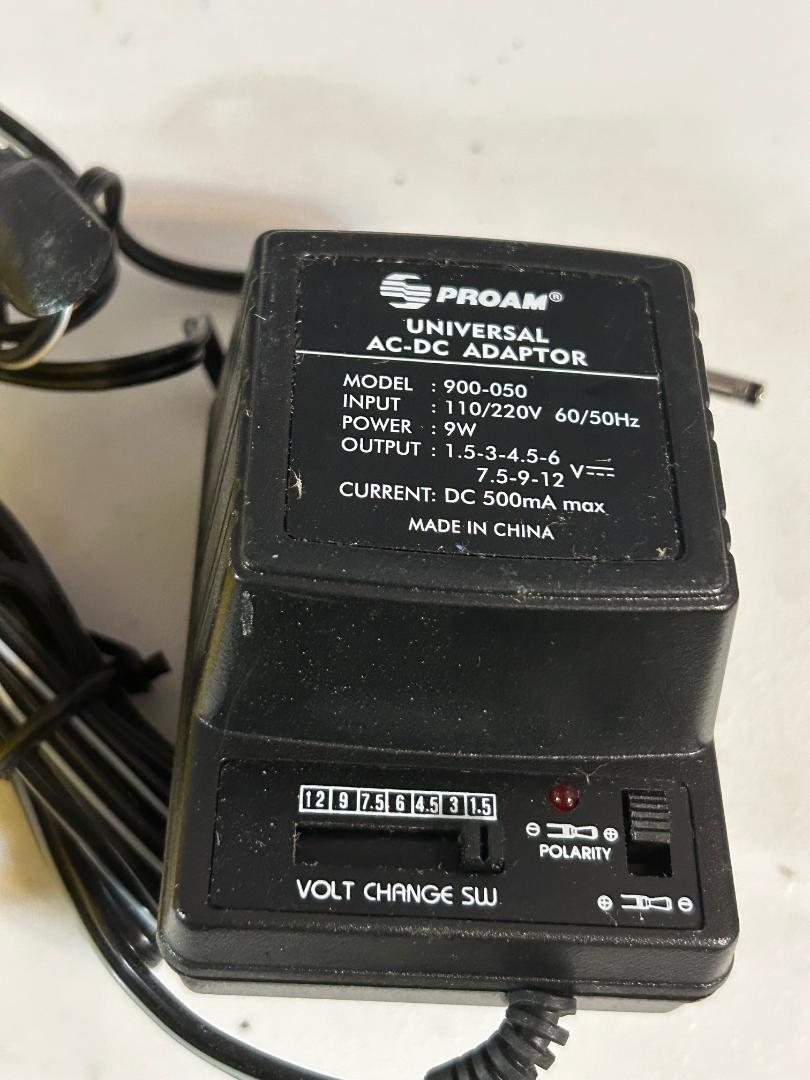 PROAM®
UNIVERSAL
AC-DC ADAPTOR
MODEL : 900-050
INPUT : 110/220V 60/50Hz
POWER : 9W
OUTPUT : 1.5-3-4.5-6
7.5-9-12 V⎓
CURRENT: DC 500mA max
MADE IN CHINA
12 9 7.5 6 4.5 3 1.5
⊖ ⊕
POLARITY
VOLT CHANGE SW
⊕ ⊖